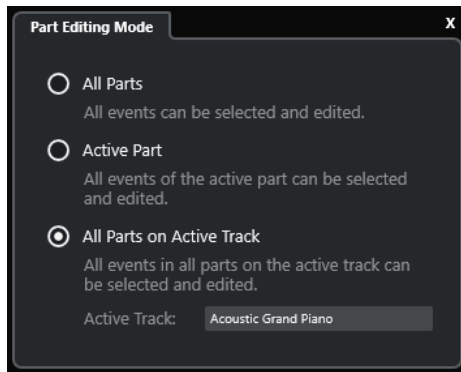 Part Editing Mode
X
All Parts
All events can be selected and edited.
Active Part
All events of the active part can be selected
and edited.
All Parts on Active Track
All events in all parts on the active track can
be selected and edited.
Active Track: Acoustic Grand Piano